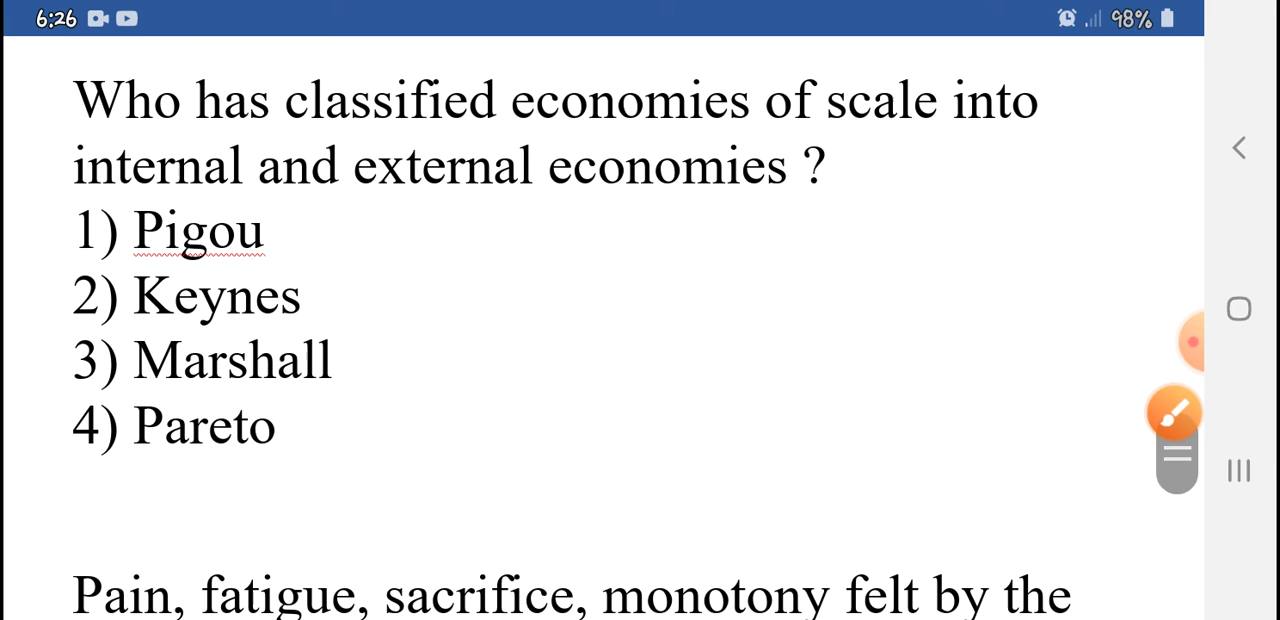 6:26 98%
Who has classified economies of scale into
internal and external economies ?
1) Pigou
2) Keynes
3) Marshall
4) Pareto
Pain, fatigue, sacrifice, monotony felt by the